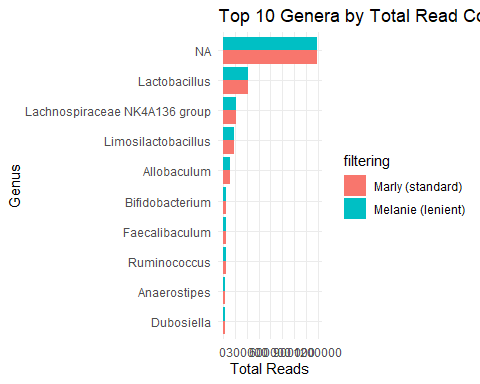 Top 10 Genera by Total Read Co
NA
Lactobacillus
Lachnospiraceae NK4A136 group
Limosilactobacillus
Allobaculum
Bifidobacterium
Faecalibaculum
Ruminococcus
Anaerostipes
Dubosiella
Genus
filtering
Marly (standard)
Melanie (lenient)
Total Reads